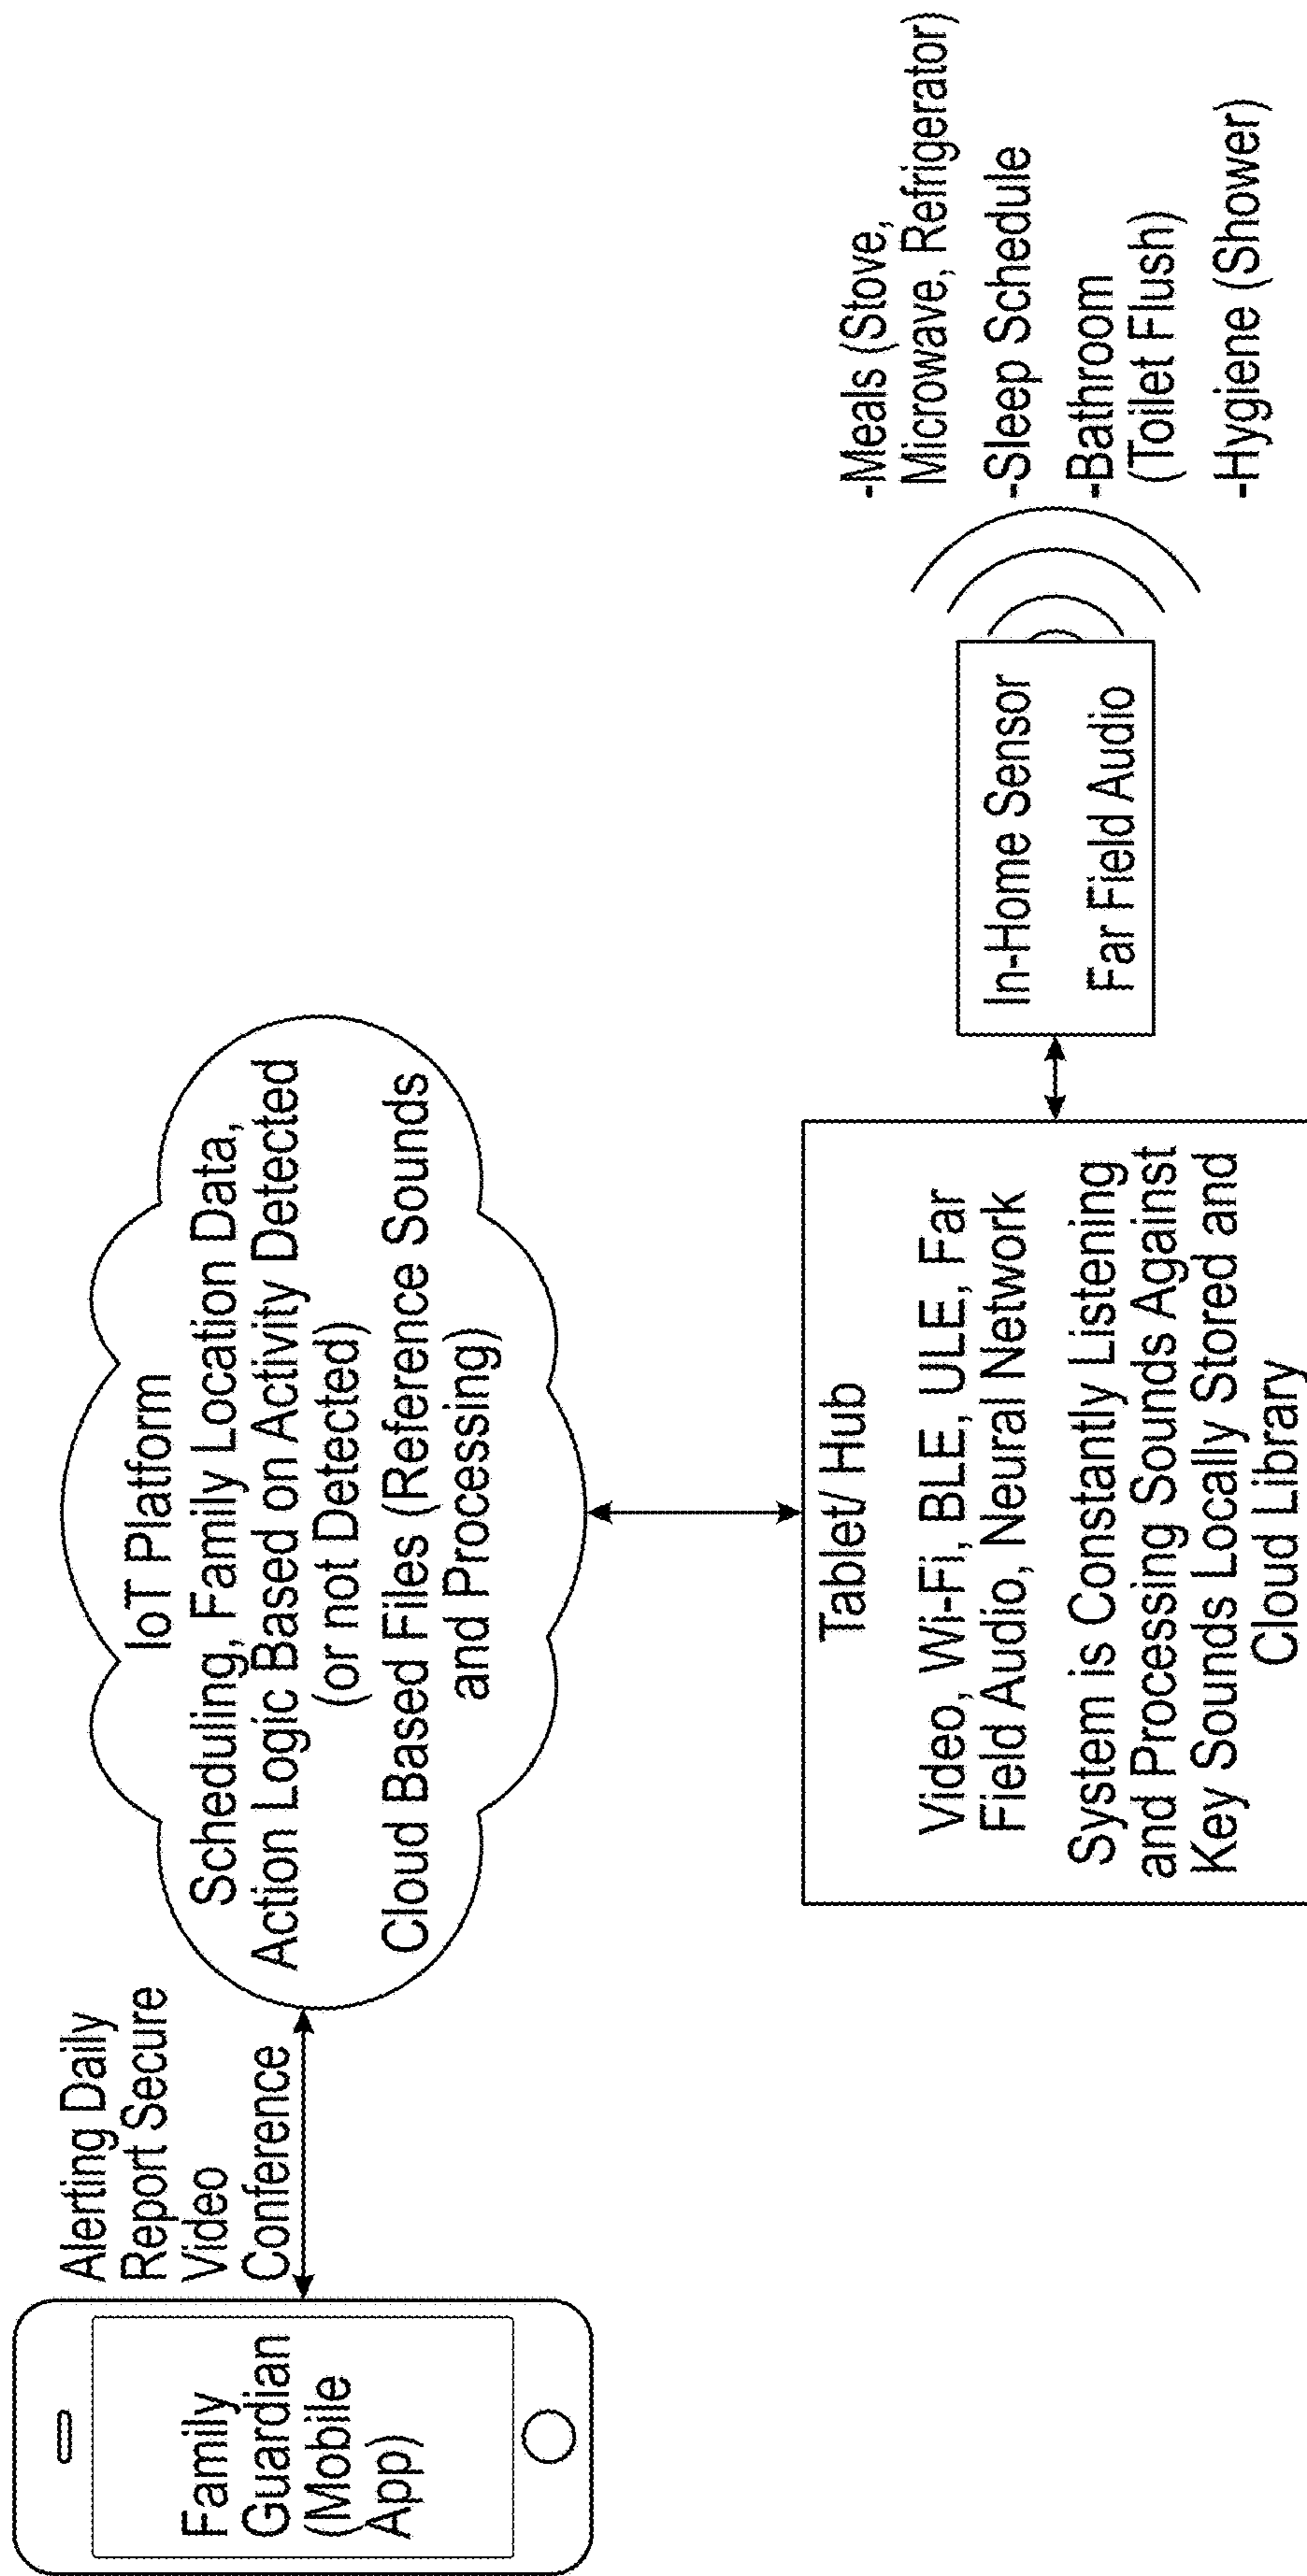 Family
Guardian
(Mobile
App)
Alerting Daily
Report Secure
Video
Conference
IoT Platform
Scheduling, Family Location Data,
Action Logic Based on Activity Detected
(or not Detected)
Cloud Based Files (Reference Sounds
and Processing)
Tablet/ Hub
Video, Wi-Fi, BLE, ULE, Far
Field Audio, Neural Network
System is Constantly Listening
and Processing Sounds Against
Key Sounds Locally Stored and
Cloud Library
In-Home Sensor
Far Field Audio
-Meals (Stove,
Microwave, Refrigerator)
-Sleep Schedule
-Bathroom
(Toilet Flush)
-Hygiene (Shower)